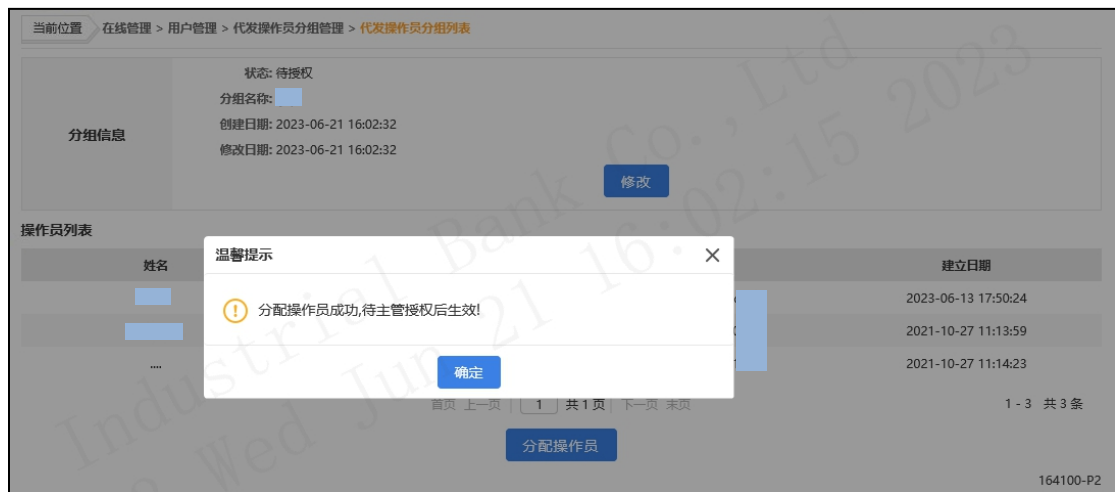 当前位置 在线管理 > 用户管理 > 代发操作员分组管理 > 代发操作员分组列表
状态: 待授权
分组名称:
分组信息
创建日期: 2023-06-21 16:02:32
修改日期: 2023-06-21 16:02:32
修改
操作员列表
姓名 建立日期
温馨提示
2023-06-13 17:50:24
分配操作员成功,待主管授权后生效!
2021-10-27 11:13:59
.... 2021-10-27 11:14:23
确定
首页 上一页 1 共1页 下一页 末页 1 - 3 共 3 条
分配操作员
164100-P2
Industrial Bank Co., Ltd
Wed Jun 21 16:02:15 2023